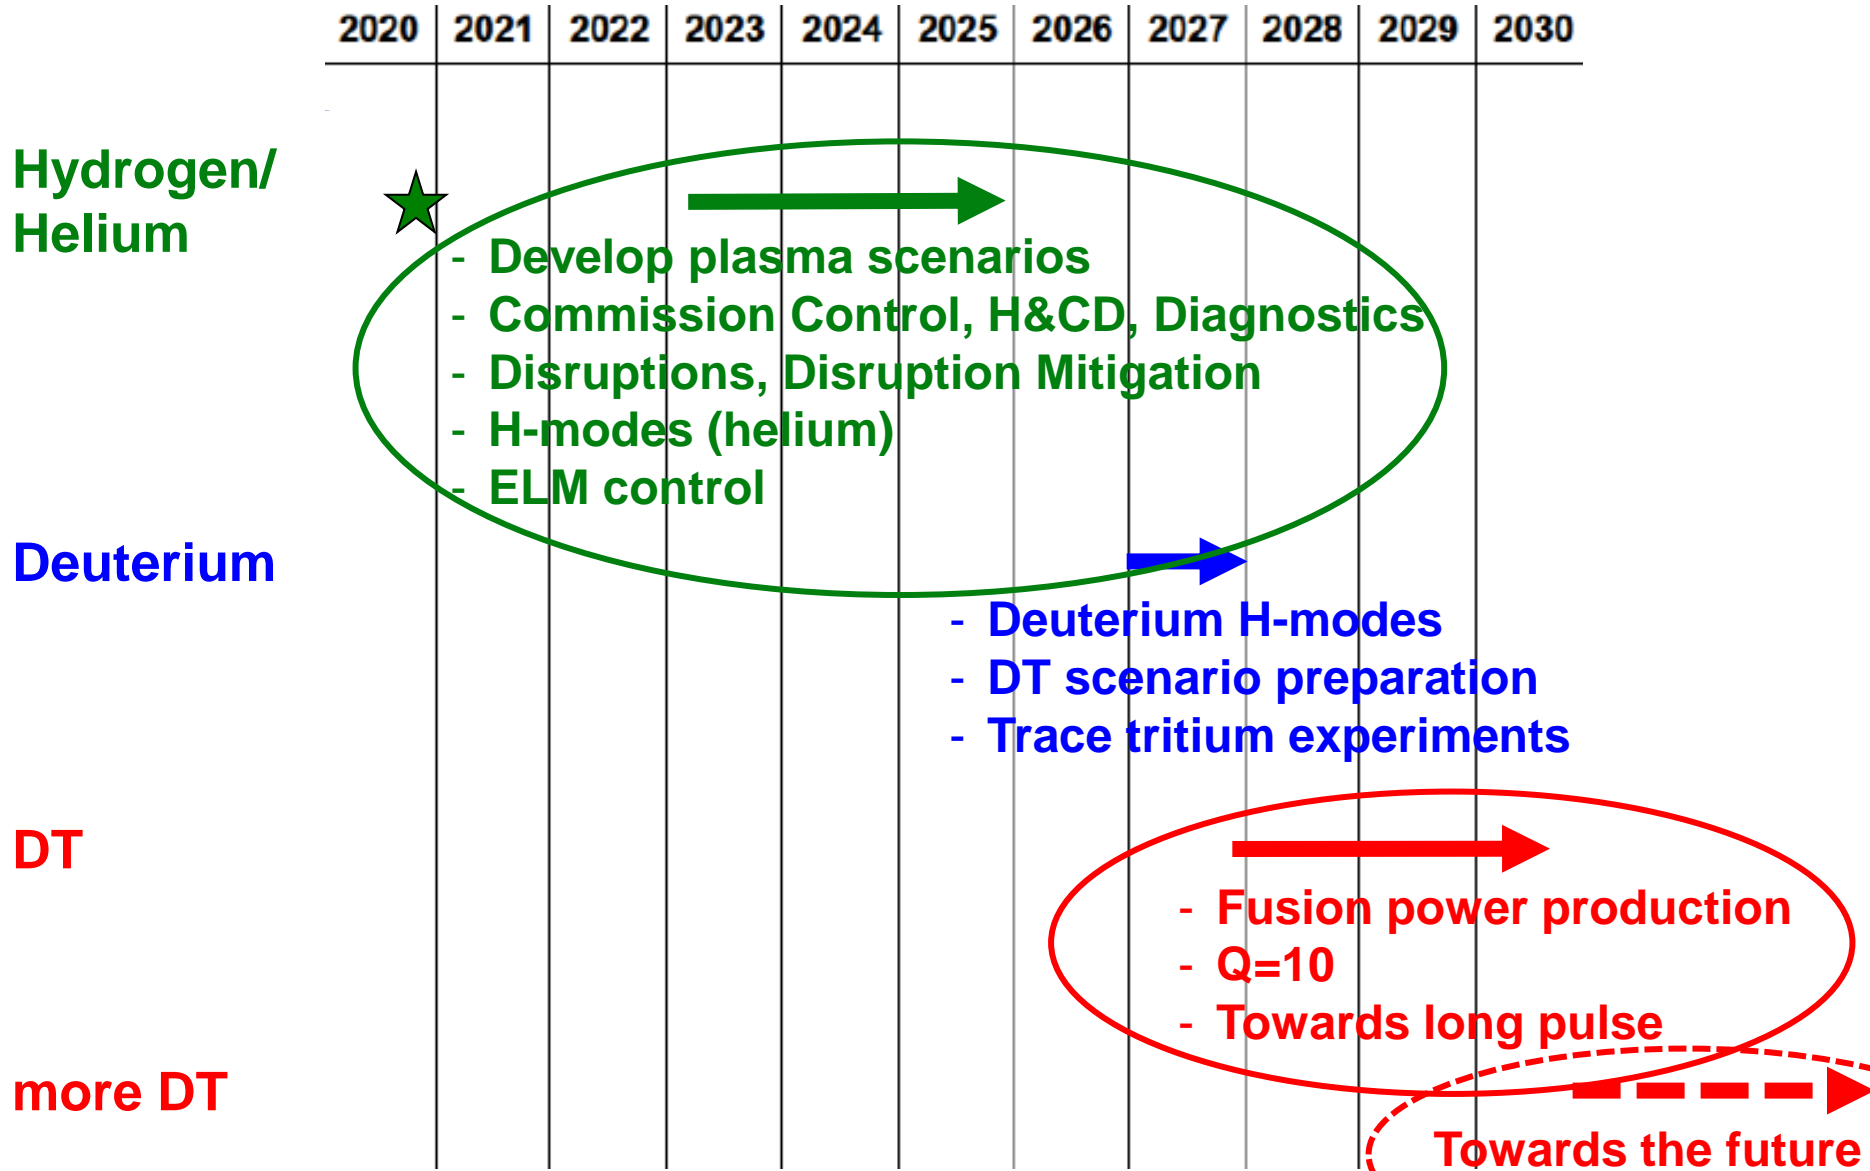 2020 2021 2022 2023 2024 2025 2026 2027 2028 2029 2030
Hydrogen/
Helium
- Develop plasma scenarios
- Commission Control, H&CD, Diagnostics
- Disruptions, Disruption Mitigation
- H-modes (helium)
- ELM control
Deuterium
- Deuterium H-modes
- DT scenario preparation
- Trace tritium experiments
DT
- Fusion power production
- Q=10
- Towards long pulse
more DT
Towards the future